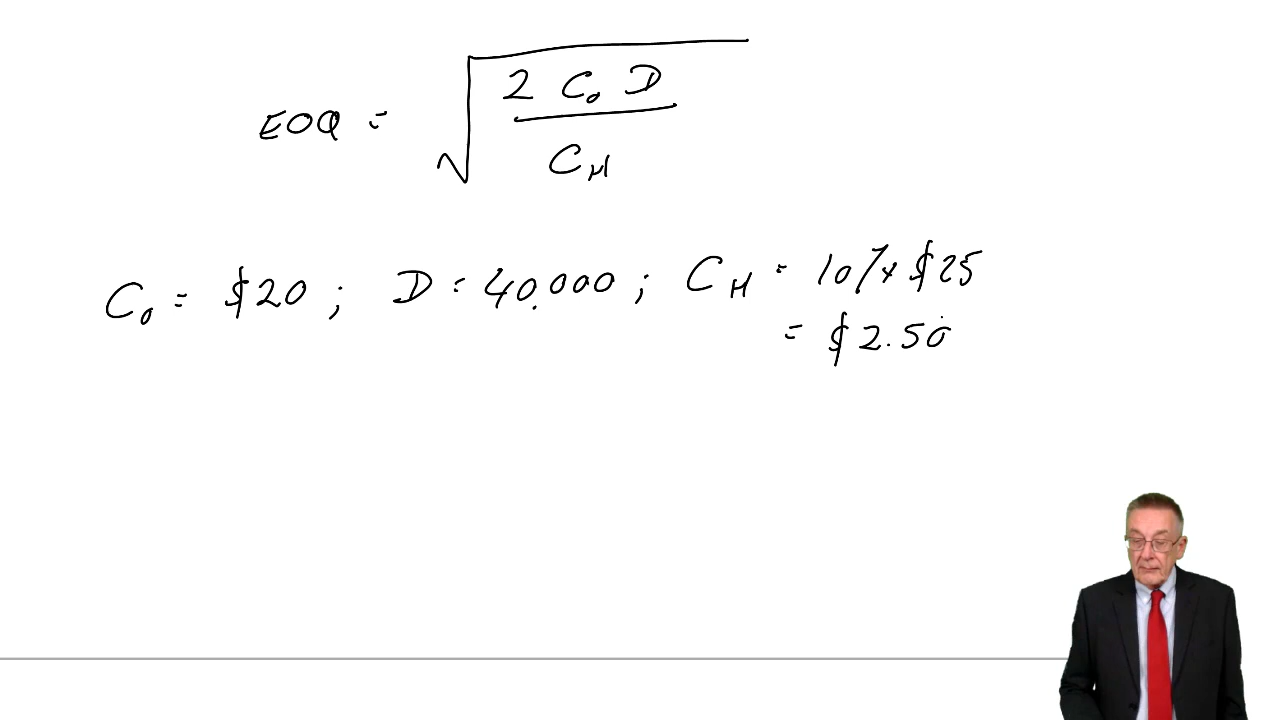 EOQ = √ 2 C₀ D
C_H
C₀ = $20 ; D = 40,000 ; C_H = 10% x $25
= $2.50